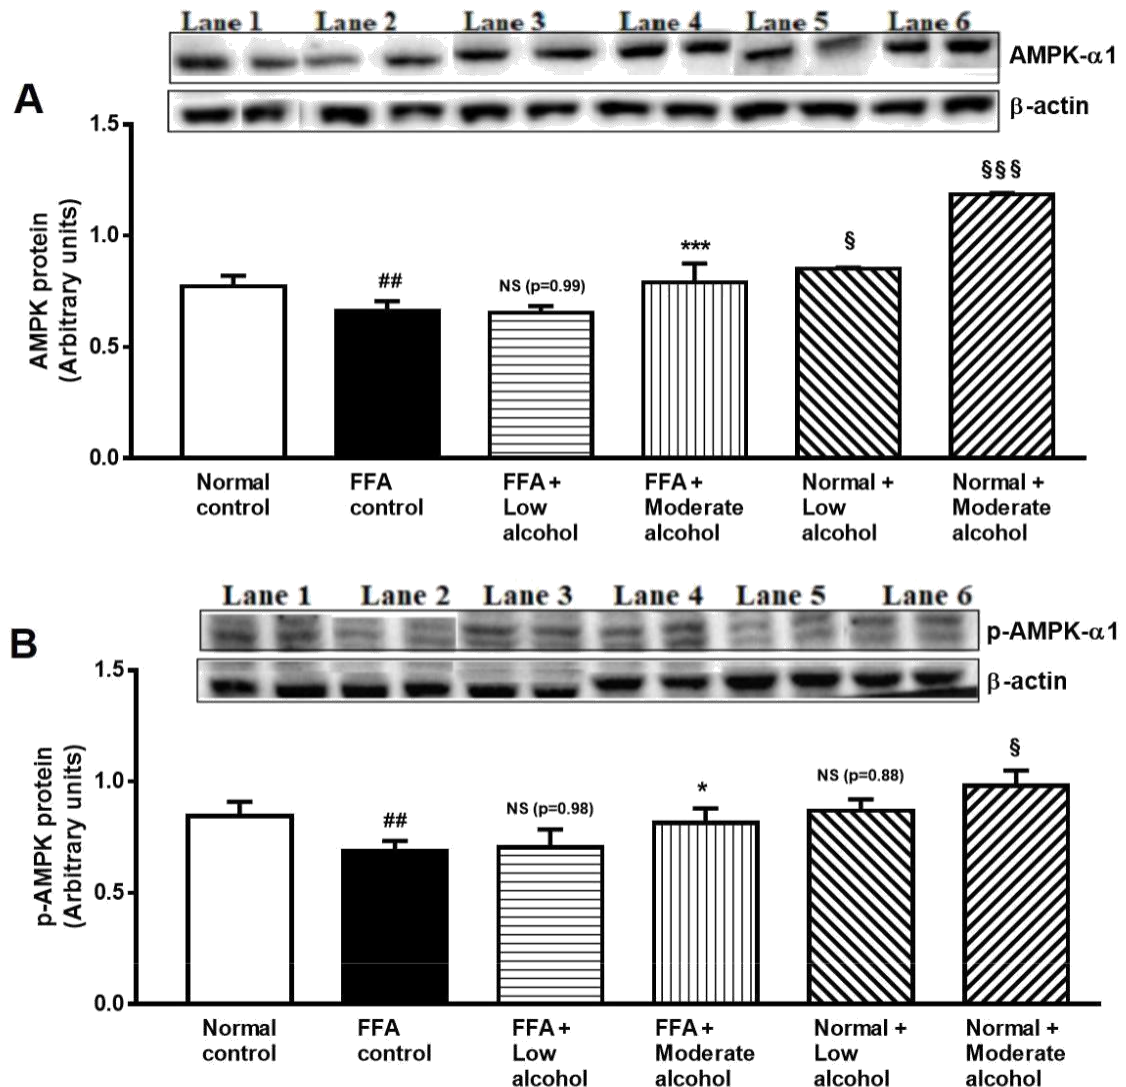 Lane 1 Lane 2 Lane 3 Lane 4 Lane 5 Lane 6
AMPK-α1
A
β-actin
1.5
1.0
0.5
0.0
AMPK protein
(Arbitrary units)
##
NS (p=0.99)
***
§
§§§
Normal
control
FFA
control
FFA +
Low
alcohol
FFA +
Moderate
alcohol
Normal +
Low
alcohol
Normal +
Moderate
alcohol
Lane 1 Lane 2 Lane 3 Lane 4 Lane 5 Lane 6
p-AMPK-α1
B
β-actin
1.5
1.0
0.5
0.0
p-AMPK protein
(Arbitrary units)
##
NS (p=0.98)
*
NS (p=0.88)
§
Normal
control
FFA
control
FFA +
Low
alcohol
FFA +
Moderate
alcohol
Normal +
Low
alcohol
Normal +
Moderate
alcohol